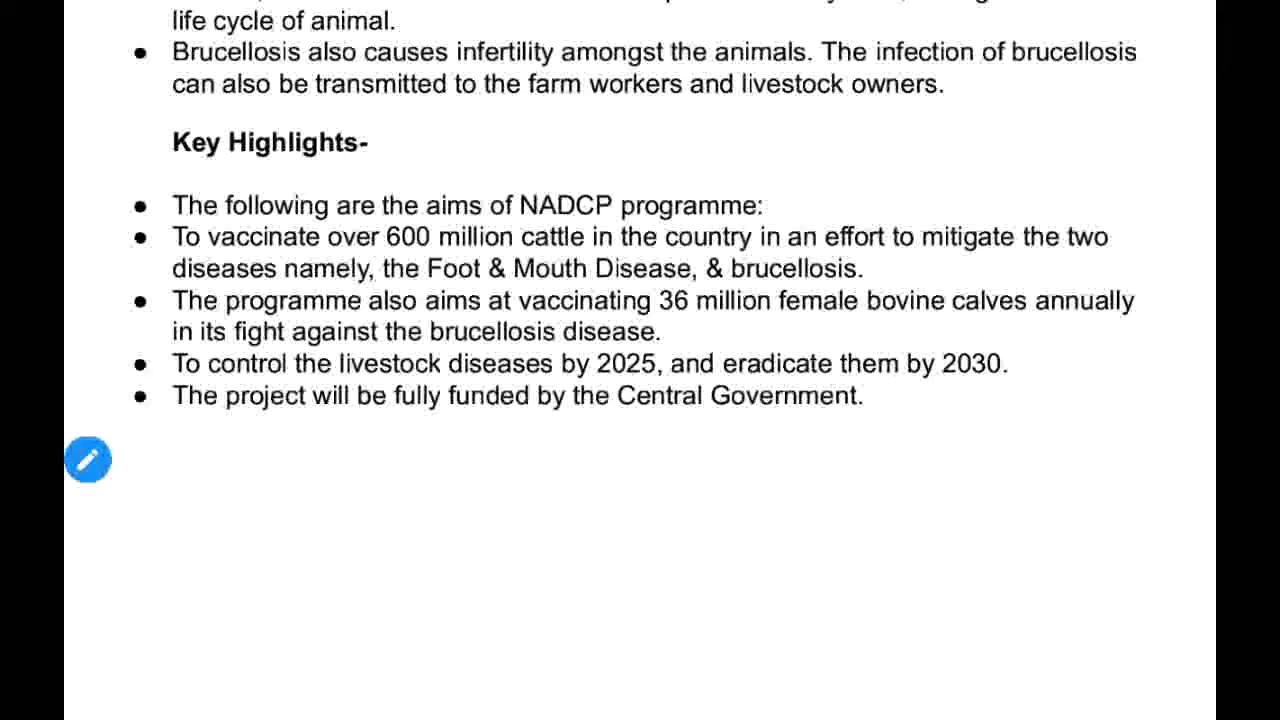 life cycle of animal.
● Brucellosis also causes infertility amongst the animals. The infection of brucellosis
can also be transmitted to the farm workers and livestock owners.
Key Highlights-
● The following are the aims of NADCP programme:
● To vaccinate over 600 million cattle in the country in an effort to mitigate the two
diseases namely, the Foot & Mouth Disease, & brucellosis.
● The programme also aims at vaccinating 36 million female bovine calves annually
in its fight against the brucellosis disease.
● To control the livestock diseases by 2025, and eradicate them by 2030.
● The project will be fully funded by the Central Government.